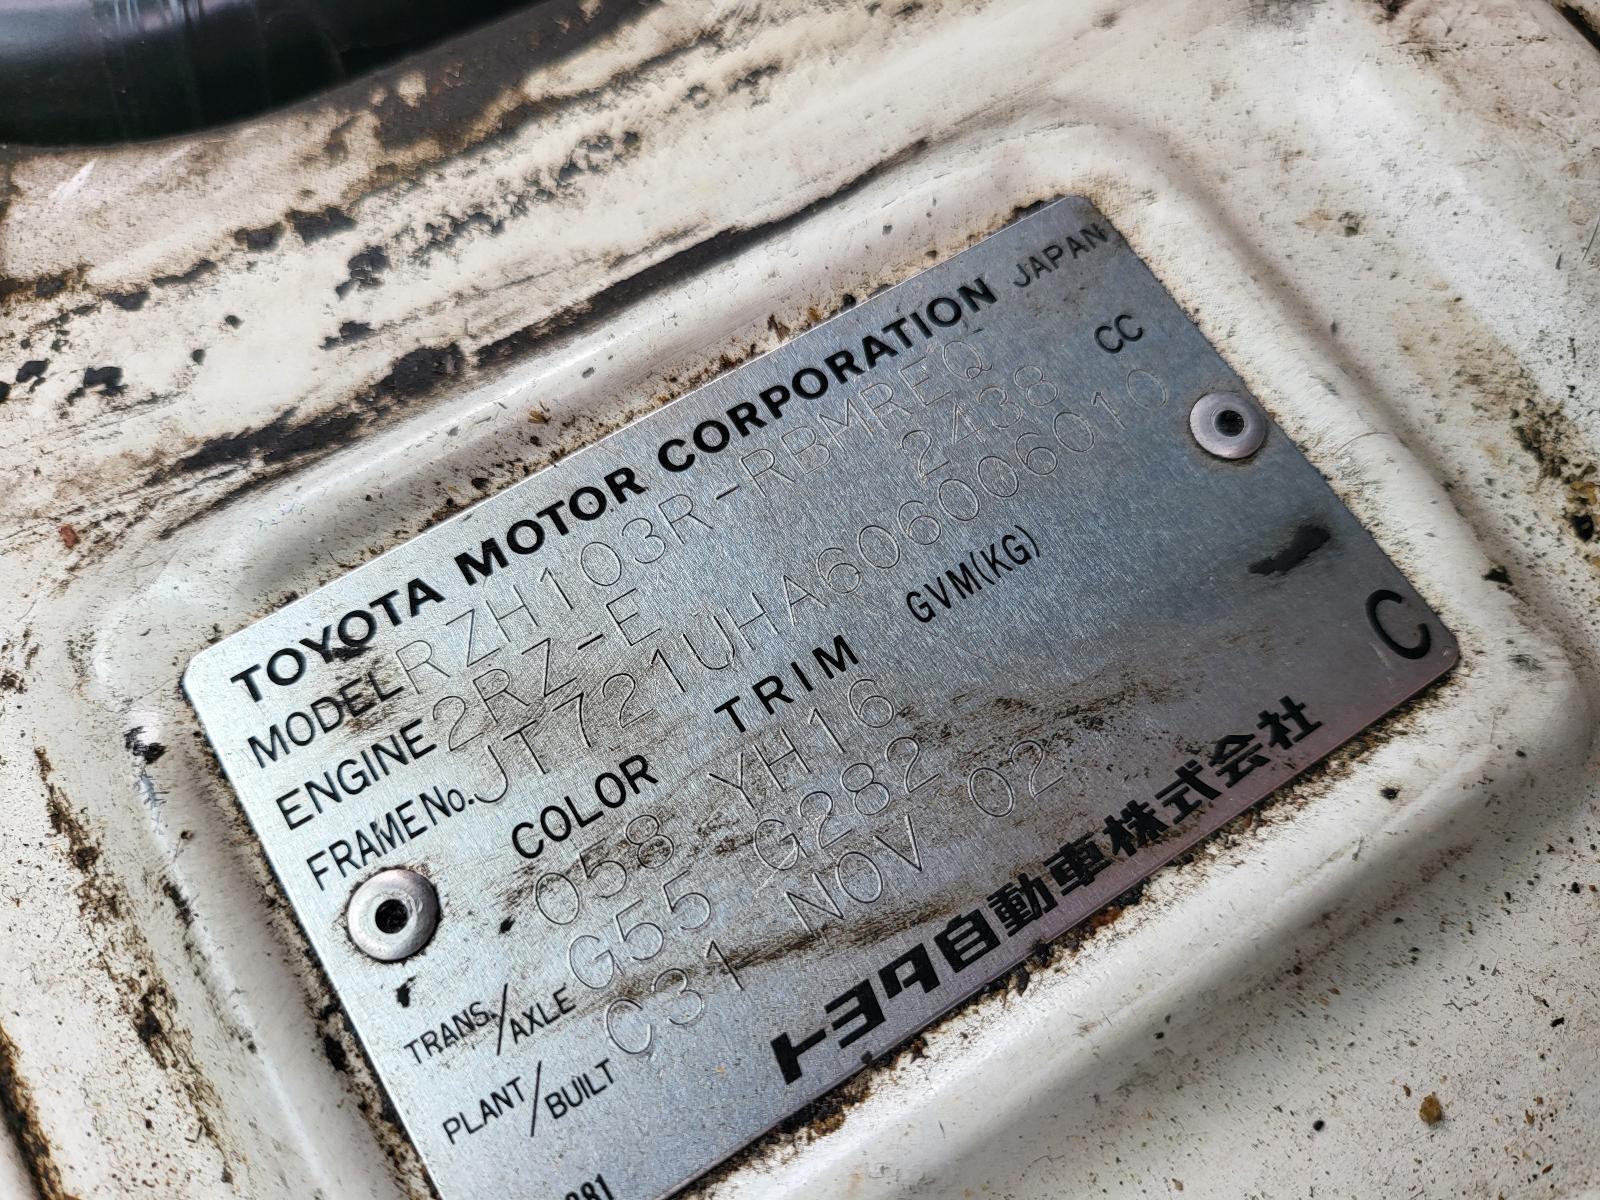 TOYOTA MOTOR CORPORATION JAPAN
MODEL RZH103R-RBMREQ
ENGINE 2RZ-E 2438 CC
FRAME No. JT721UHA606006010
COLOR TRIM GVM(KG)
058 YH16
TRANS./AXLE G55 G282
PLANT/BUILT C31 NOV 02
C
トヨタ自動車株式会社